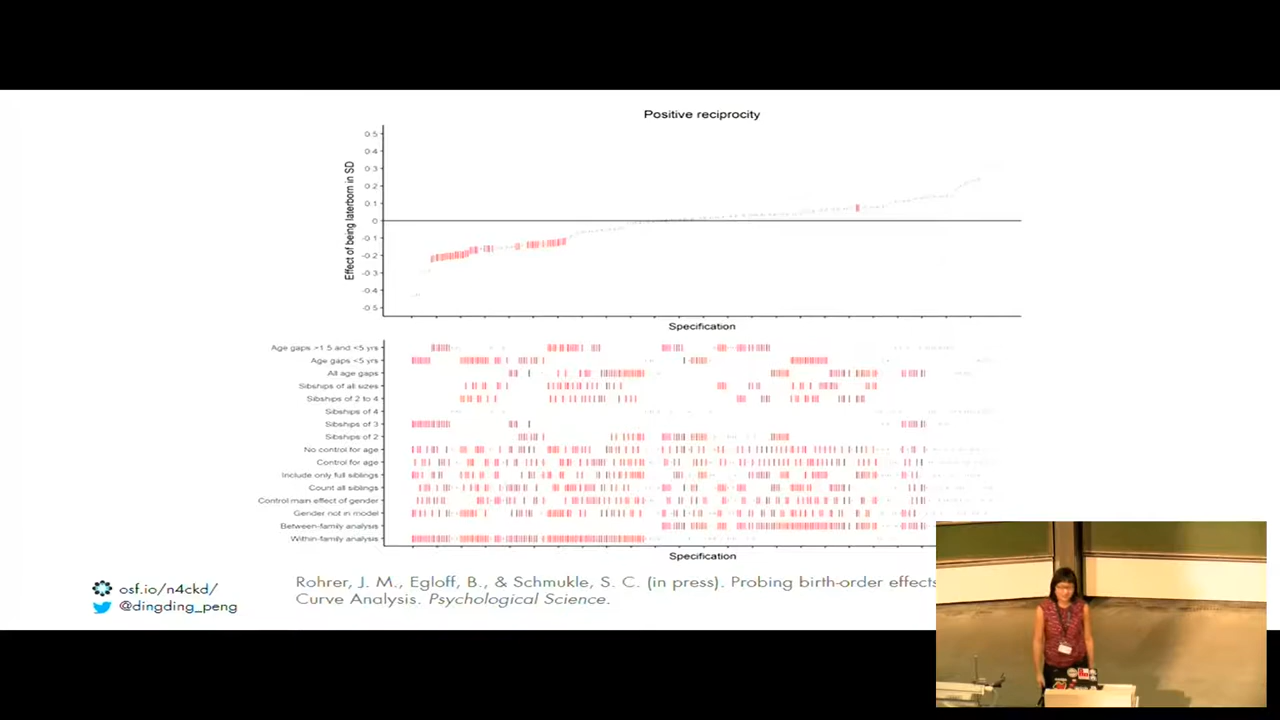 Positive reciprocity
0.5
0.4
0.3
0.2
0.1
0
-0.1
-0.2
-0.3
-0.4
-0.5
Effect of being laterborn in SD
Specification
Age gaps >1.5 and <5 yrs
Age gaps <5 yrs
All age gaps
Sibships of all sizes
Sibships of 2 to 4
Sibships of 4
Sibships of 3
Sibships of 2
No control for age
Control for age
Include only full siblings
Count all siblings
Control main effect of gender
Gender not in model
Between-family analysis
Within-family analysis
Specification
osf.io/n4ckd/
@dingding_peng
Rohrer, J. M., Egloff, B., & Schmukle, S. C. (in press). Probing birth-order effects
Curve Analysis. Psychological Science.